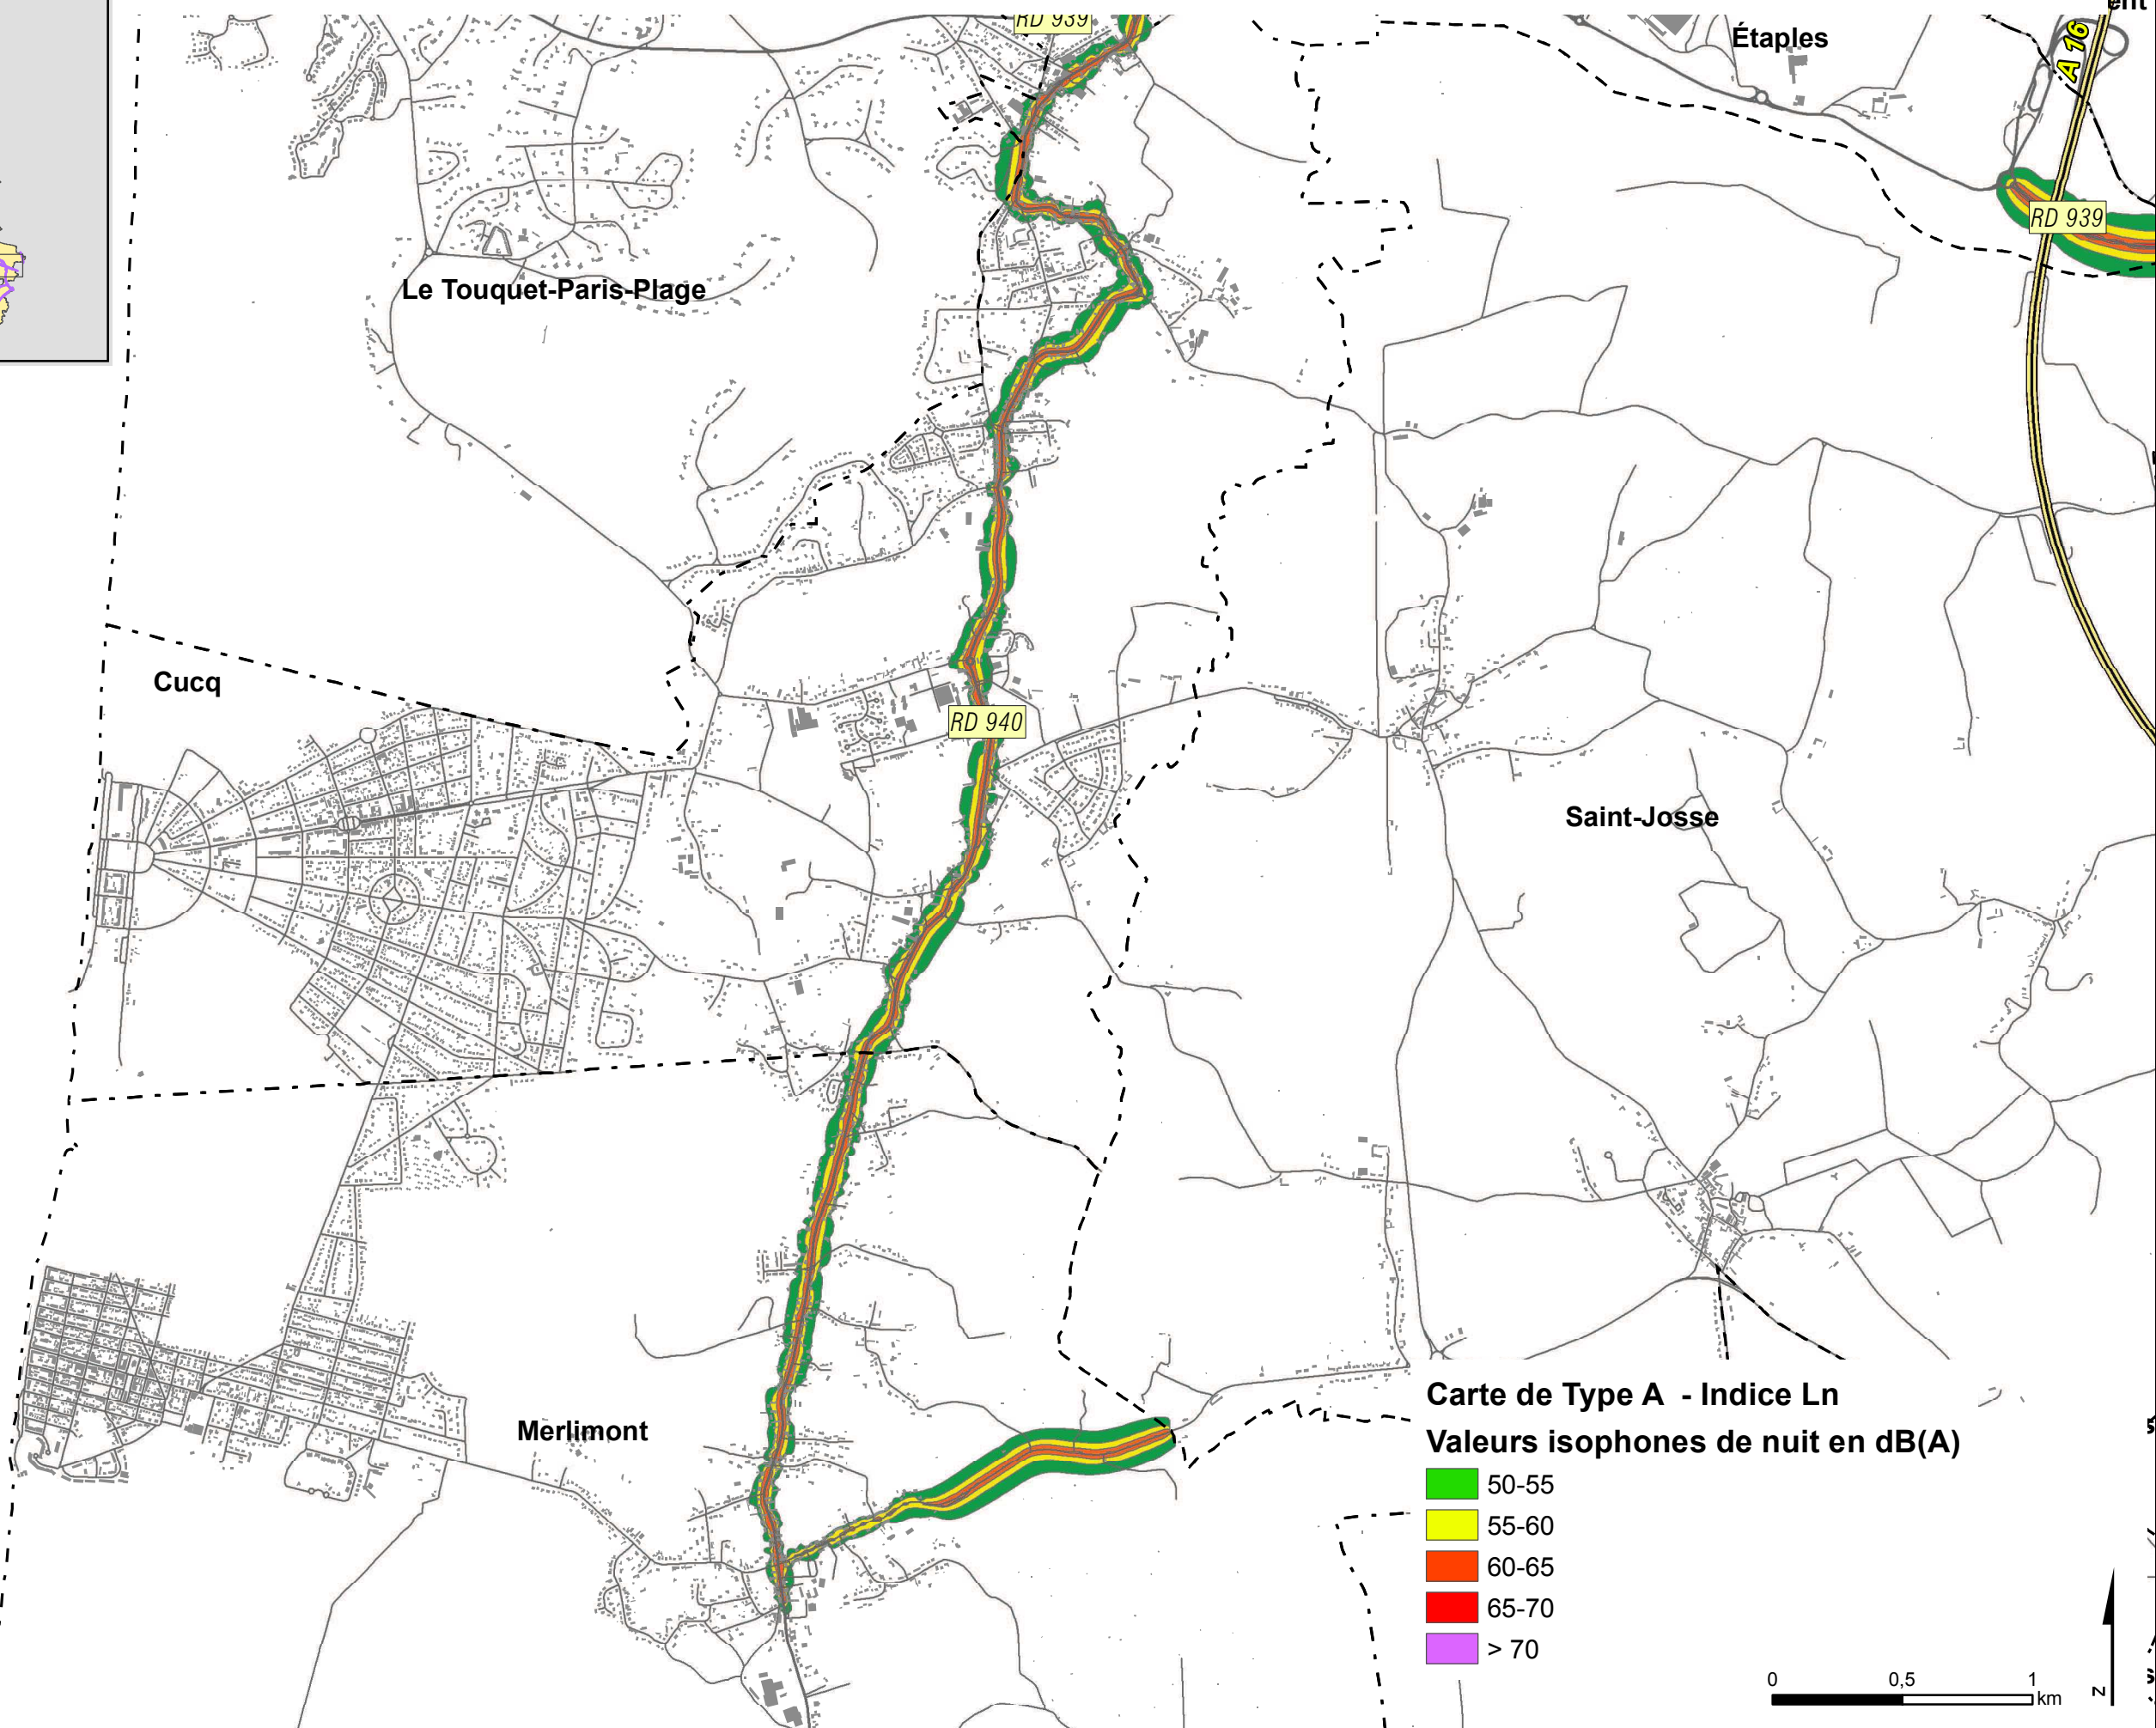 RD 939
Étaples
A 16
RD 939
Le Touquet-Paris-Plage
Cucq
RD 940
Saint-Josse
Merlimont
Carte de Type A - Indice Ln
Valeurs isophones de nuit en dB(A)
50-55
55-60
60-65
65-70
> 70
0 0,5 1
km
N